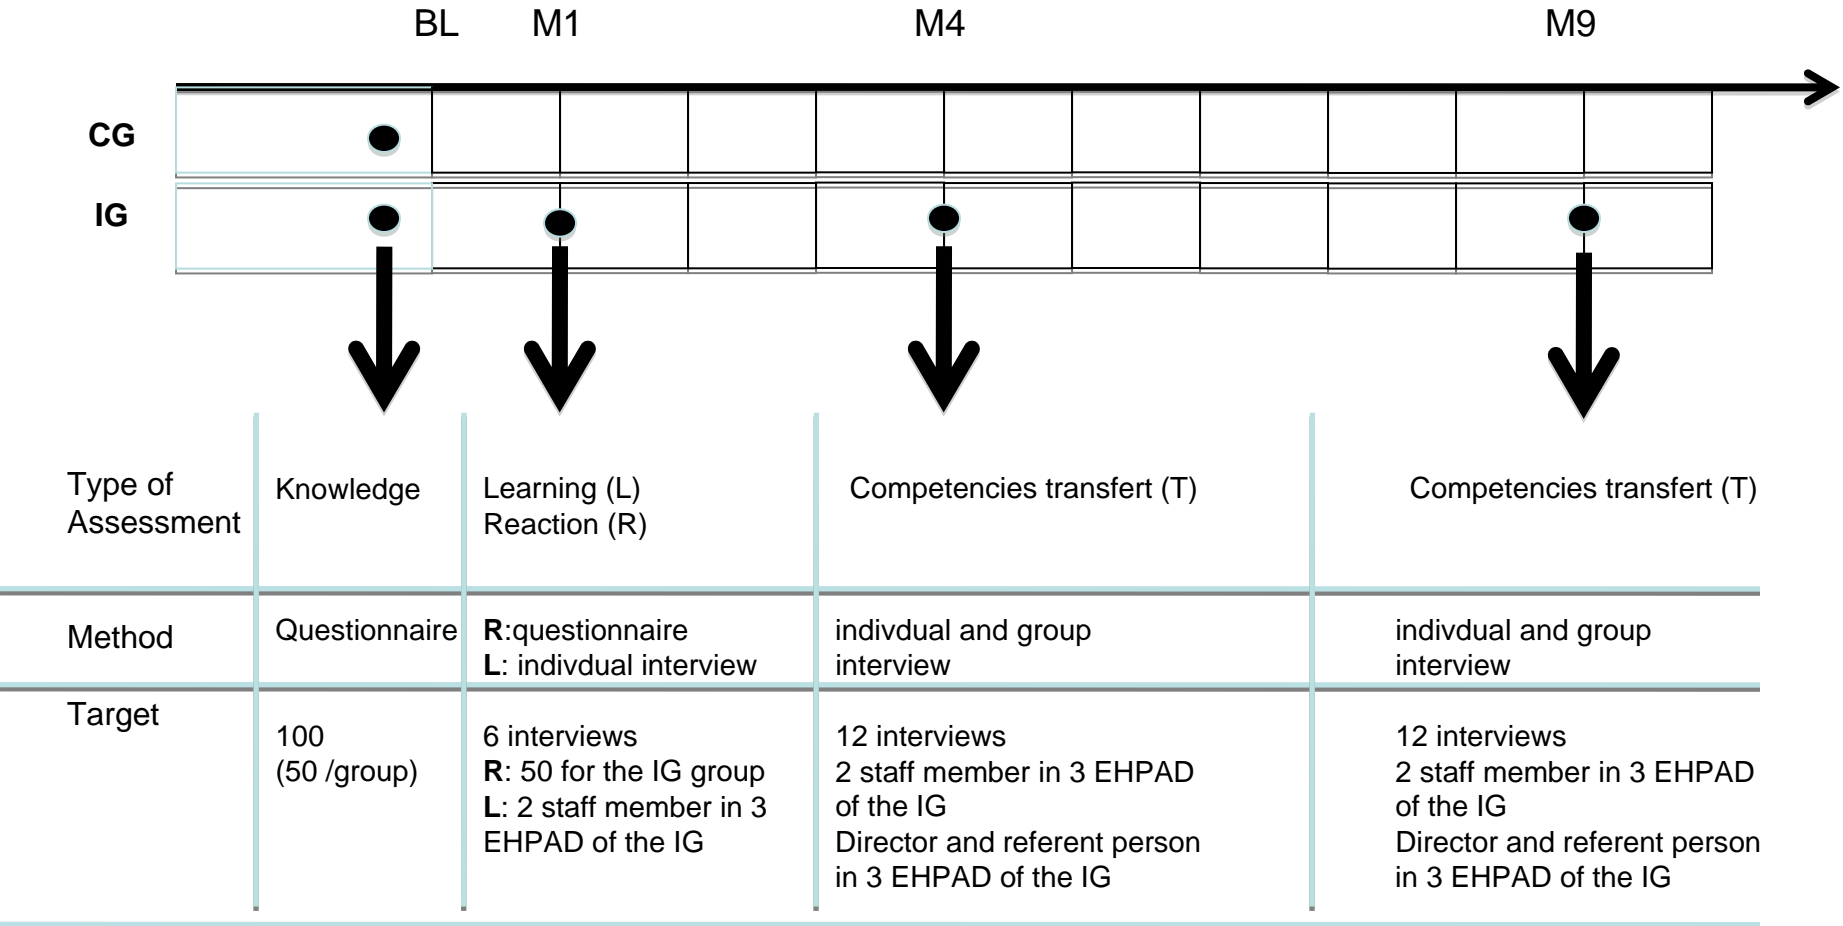 BL M1 M4 M9
CG
IG
Type of
Assessment
Knowledge
Learning (L)
Reaction (R)
Competencies transfert (T)
Competencies transfert (T)
Method
Questionnaire
R:questionnaire
L: indivdual interview
indivdual and group
interview
indivdual and group
interview
Target
100
(50 /group)
6 interviews
R: 50 for the IG group
L: 2 staff member in 3
EHPAD of the IG
12 interviews
2 staff member in 3 EHPAD
of the IG
Director and referent person
in 3 EHPAD of the IG
12 interviews
2 staff member in 3 EHPAD
of the IG
Director and referent person
in 3 EHPAD of the IG